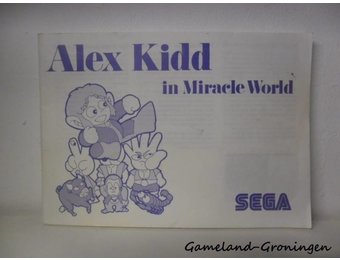 Alex Kidd
in Miracle World
SEGA
Gameland-Groningen